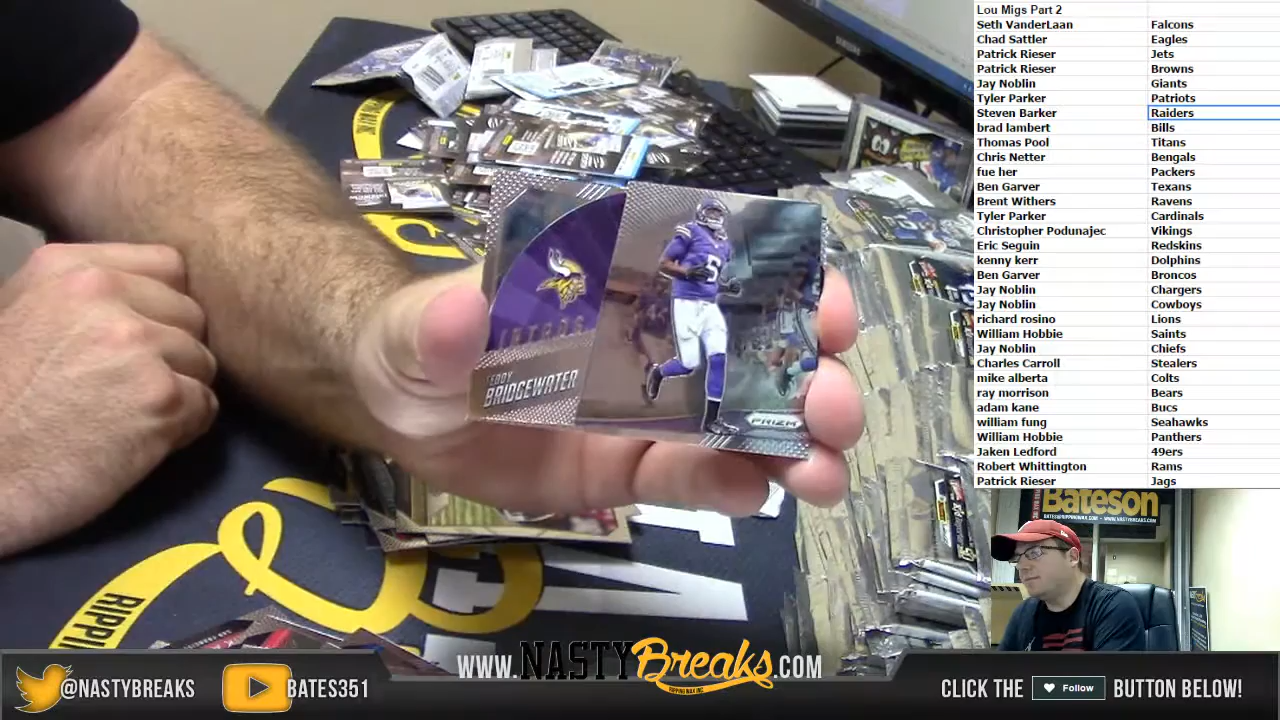 Lou Migs Part 2
Seth VanderLaan Falcons
Chad Sattler Eagles
Patrick Rieser Jets
Patrick Rieser Browns
Jay Noblin Giants
Tyler Parker Patriots
Steven Barker Raiders
brad lambert Bills
Thomas Pool Titans
Chris Netter Bengals
fue her Packers
Ben Garver Texans
Brent Withers Ravens
Tyler Parker Cardinals
Christopher Podunajec Vikings
Eric Seguin Redskins
kenny kerr Dolphins
Ben Garver Broncos
Jay Noblin Chargers
Jay Noblin Cowboys
richard rosino Lions
William Hobbie Saints
Jay Noblin Chiefs
Charles Carroll Steelers
mike alberta Colts
ray morrison Bears
adam kane Bucs
william fung Seahawks
William Hobbie Panthers
Jaken Ledford 49ers
Robert Whittington Rams
Patrick Rieser Jags
INTROS
TEDDY
BRIDGEWATER
5
PRIZM
RIPPI
Bateson
@NASTYBREAKS
BATES351
WWW.NASTYBreaks.COM
RIPPING WAX INC
CLICK THE Follow BUTTON BELOW!